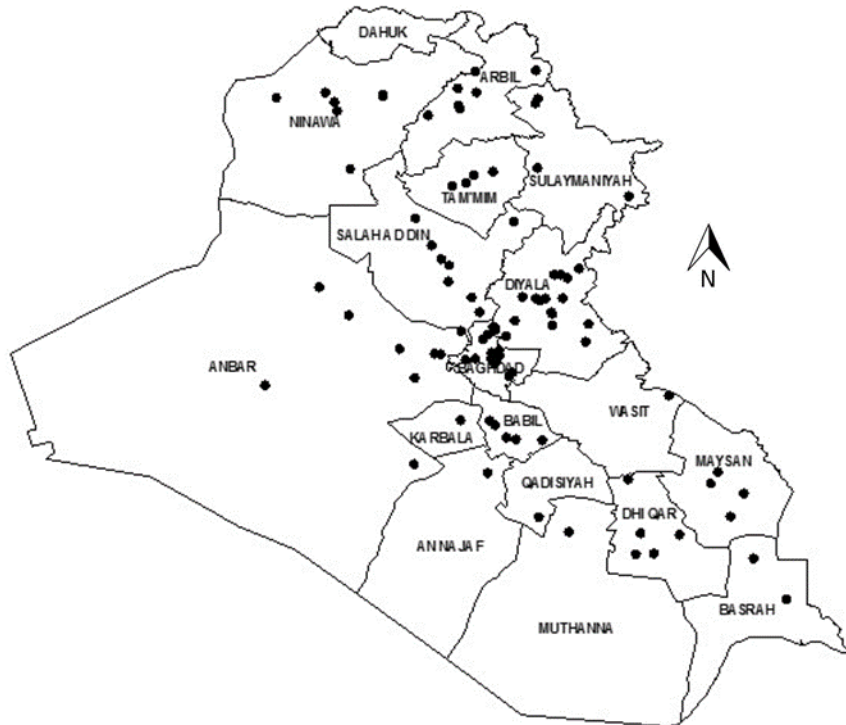 DAHUK
ARBIL
NINAWA
SULAYMANIYAH
TAM'MIM
SALAHADDIN
DIYALA
N
ANBAR
BAGHDAD
WASIT
BABIL
KARBALA
MAYSAN
QADISIYAH
DHI QAR
AN NAJAF
BASRAH
MUTHANNA